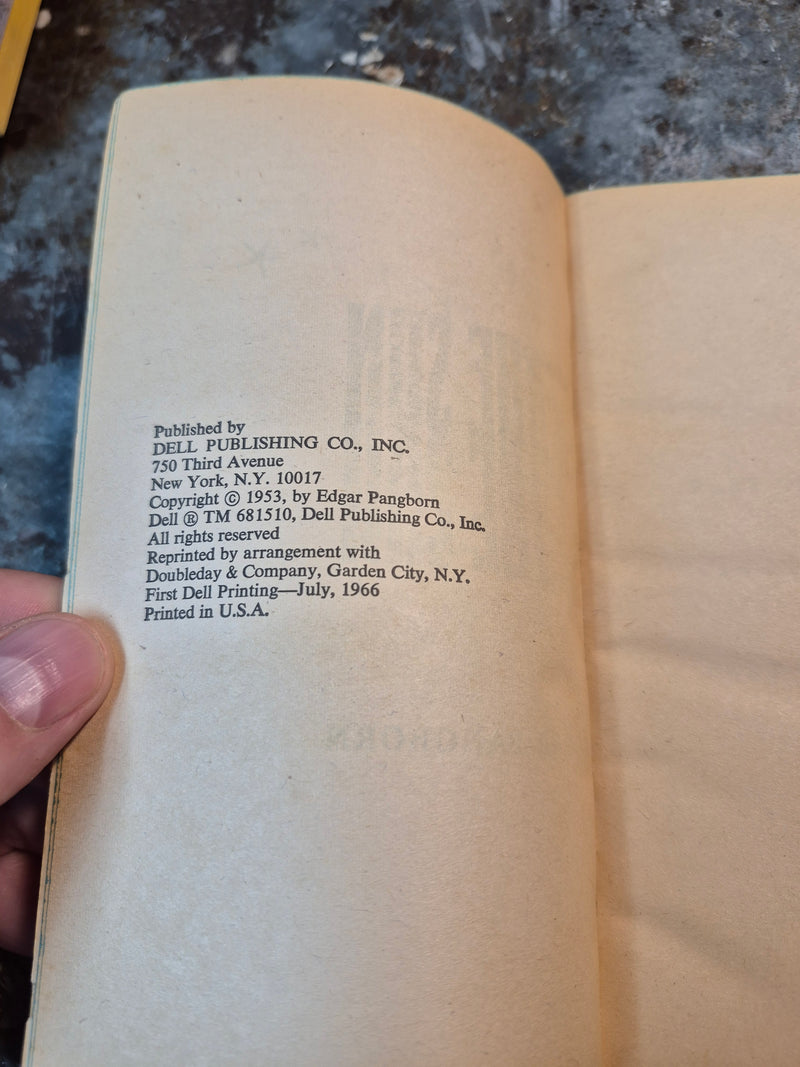 Published by
DELL PUBLISHING CO., INC.
750 Third Avenue
New York, N.Y. 10017
Copyright © 1953, by Edgar Pangborn
Dell ® TM 681510, Dell Publishing Co., Inc.
All rights reserved
Reprinted by arrangement with
Doubleday & Company, Garden City, N.Y.
First Dell Printing—July, 1966
Printed in U.S.A.